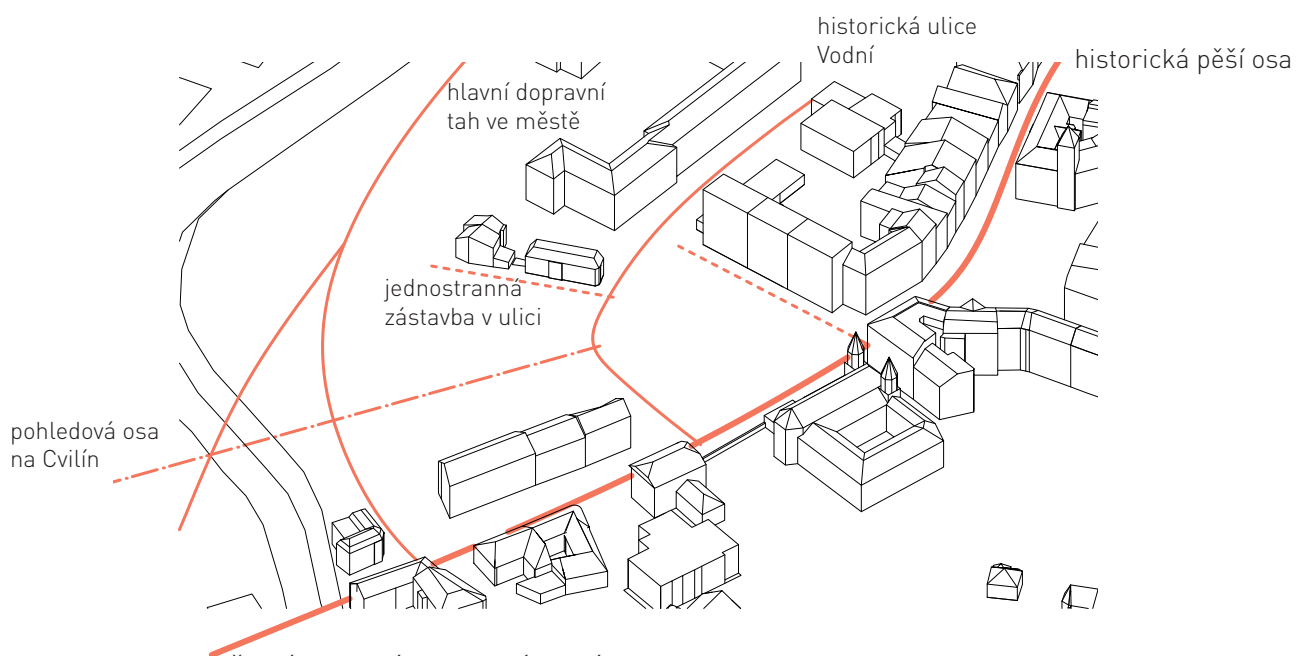 historická ulice
Vodní
historická pěší osa
hlavní dopravní
tah ve městě
jednostranná
zástavba v ulici
pohledová osa
na Cvilín